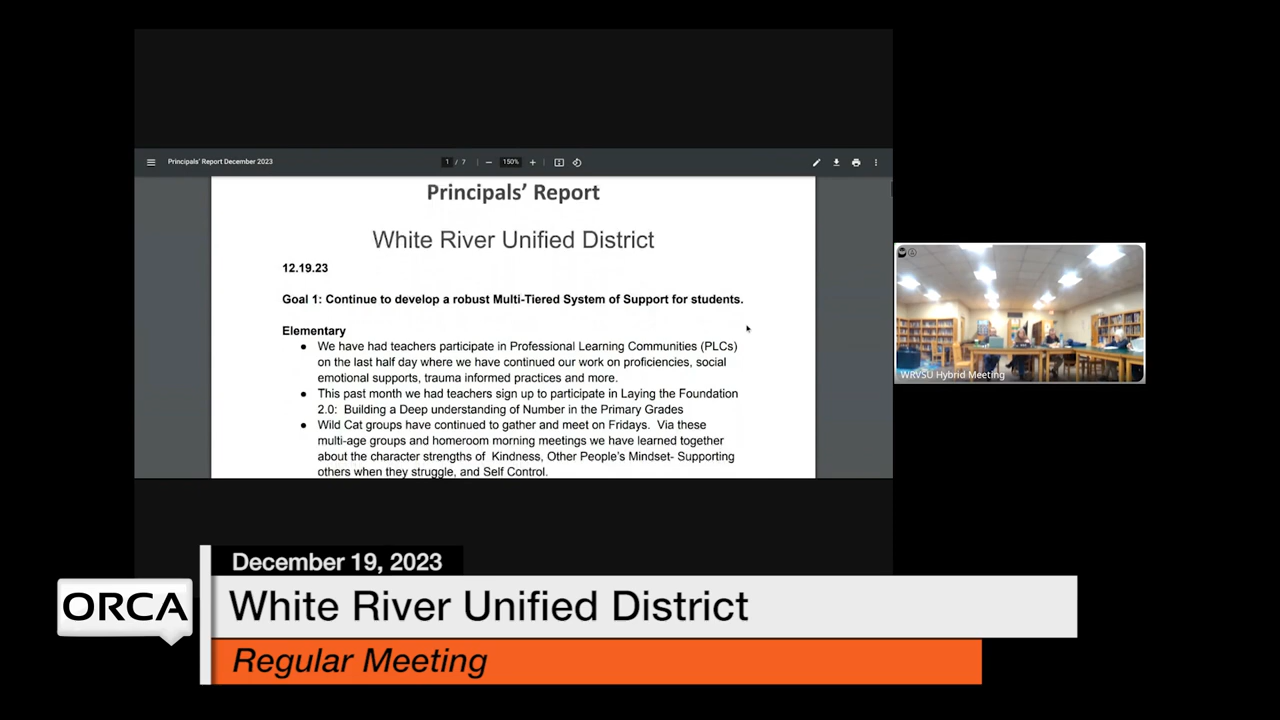 Principals' Report December 2023
1 / 7
150%
Principals' Report
White River Unified District
12.19.23
Goal 1: Continue to develop a robust Multi-Tiered System of Support for students.
Elementary
● We have had teachers participate in Professional Learning Communities (PLCs)
on the last half day where we have continued our work on proficiencies, social
emotional supports, trauma informed practices and more.
● This past month we had teachers sign up to participate in Laying the Foundation
2.0: Building a Deep understanding of Number in the Primary Grades
● Wild Cat groups have continued to gather and meet on Fridays. Via these
multi-age groups and homeroom morning meetings we have learned together
about the character strengths of Kindness, Other People's Mindset- Supporting
others when they struggle, and Self Control.
WRVSU Hybrid Meeting
December 19, 2023
ORCA
White River Unified District
Regular Meeting